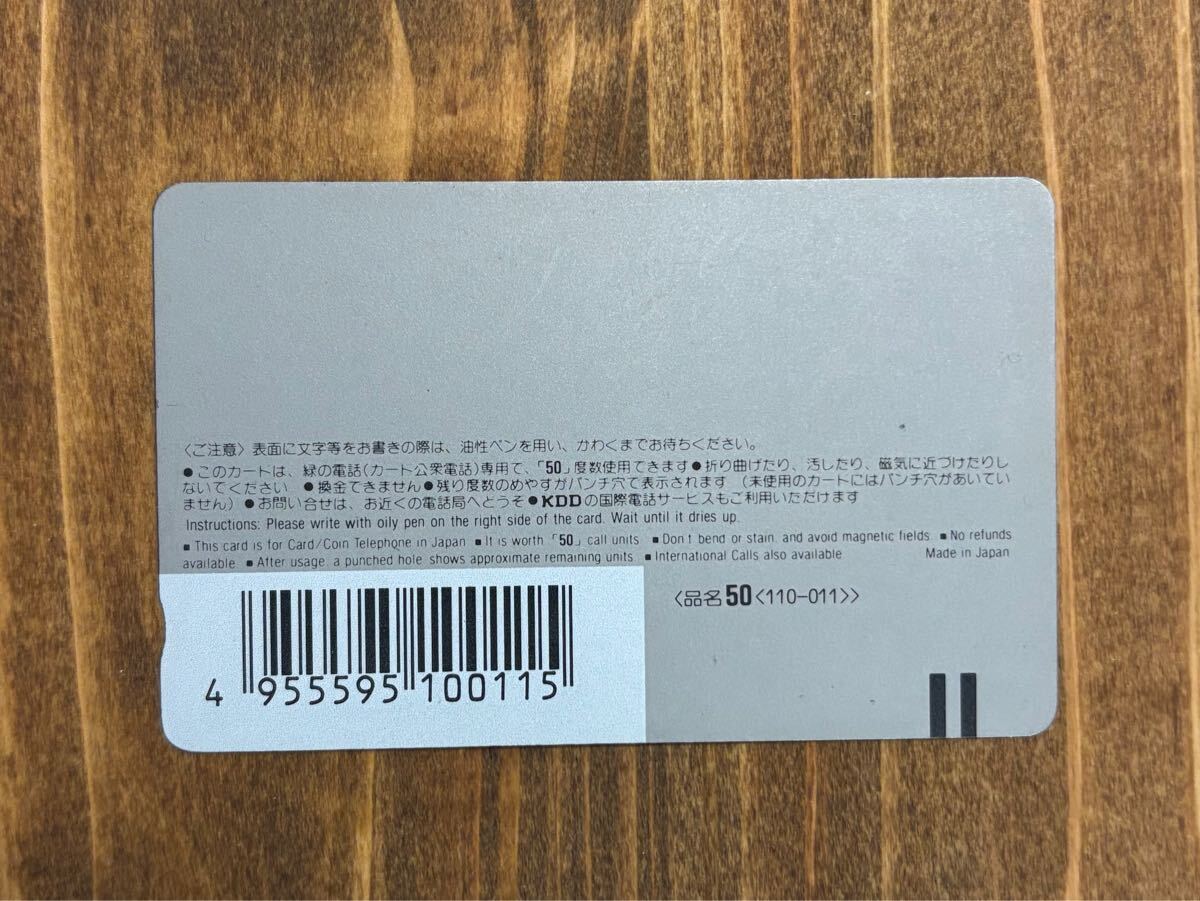 〈ご注意〉表面に文字等をお書きの際は、油性ペンを用い、かわくまでお待ちください。
●このカードは、緑の電話(カード公衆電話)専用で、「50」度数使用できます●折り曲げたり、汚したり、磁気に近づけたりし
ないでください ●換金できません●残り度数のめやすがパンチ穴で表示されます (未使用のカードにはパンチ穴があいてい
ません)●お問い合せは、お近くの電話局へどうぞ●KDDの国際電話サービスもご利用いただけます
Instructions: Please write with oily pen on the right side of the card. Wait until it dries up.
■This card is for Card/Coin Telephone in Japan ■It is worth「50」call units ■Don't bend or stain, and avoid magnetic fields ■No refunds
available ■After usage, a punched hole shows approximate remaining units ■International Calls also available Made in Japan
〈品名50<110-011>〉
4 955595 100115